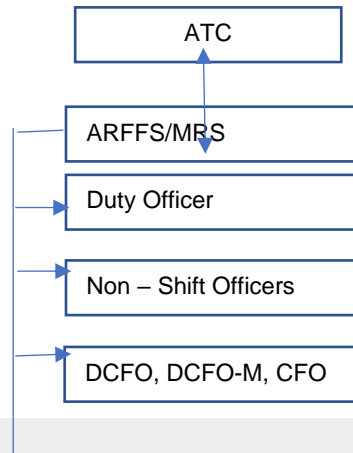 ATC
ARFFS/MRS
Duty Officer
Non – Shift Officers
DCFO, DCFO-M, CFO